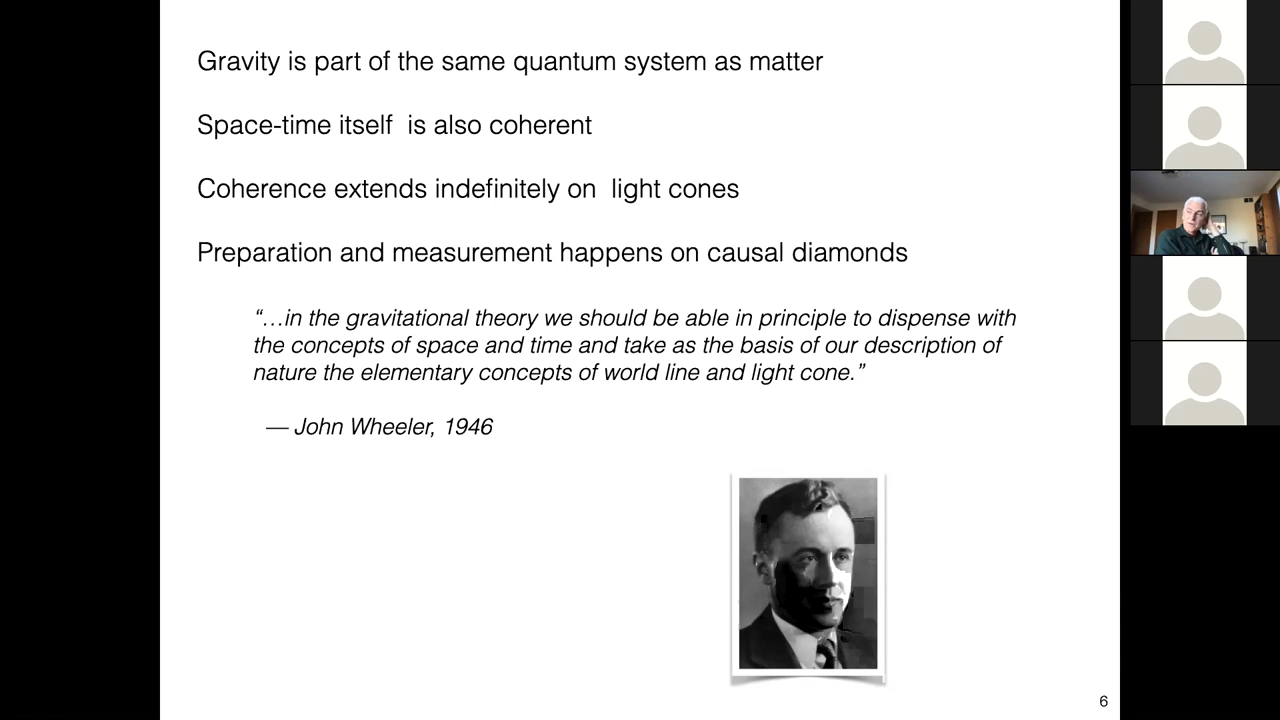 Gravity is part of the same quantum system as matter
Space-time itself is also coherent
Coherence extends indefinitely on light cones
Preparation and measurement happens on causal diamonds
“…in the gravitational theory we should be able in principle to dispense with
the concepts of space and time and take as the basis of our description of
nature the elementary concepts of world line and light cone.”
— John Wheeler, 1946
6